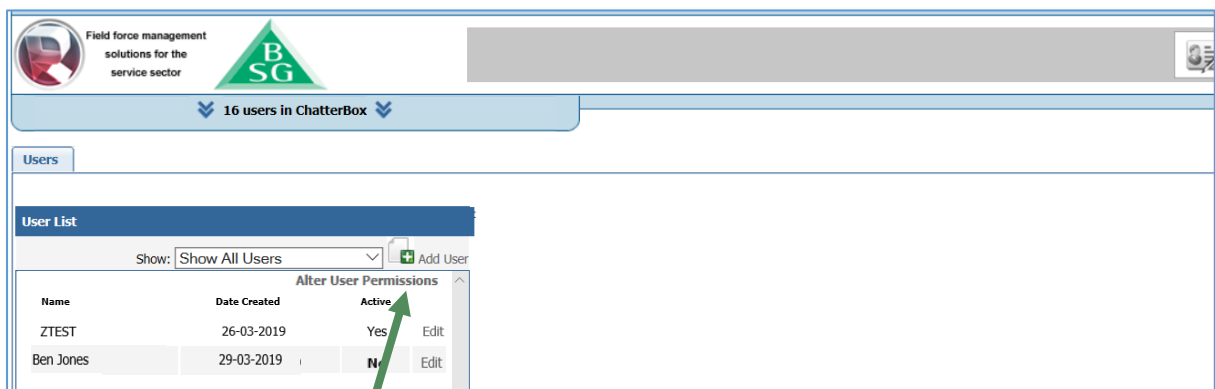 Field force management
solutions for the
service sector
B
SG
16 users in ChatterBox
Users
User List
Show: Show All Users Add User
Alter User Permissions
Name Date Created Active
ZTEST 26-03-2019 Yes Edit
Ben Jones 29-03-2019 No Edit